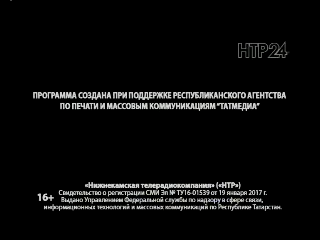 НТР24
ПРОГРАММА СОЗДАНА ПРИ ПОДДЕРЖКЕ РЕСПУБЛИКАНСКОГО АГЕНТСТВА
ПО ПЕЧАТИ И МАССОВЫМ КОММУНИКАЦИЯМ "ТАТМЕДИА"
«Нижнекамская телерадиокомпания» («НТР»)
Свидетельство о регистрации СМИ Эл № ТУ16-01539 от 19 января 2017 г.
16+ Выдано Управлением Федеральной службы по надзору в сфере связи,
информационных технологий и массовых коммуникаций по Республике Татарстан.